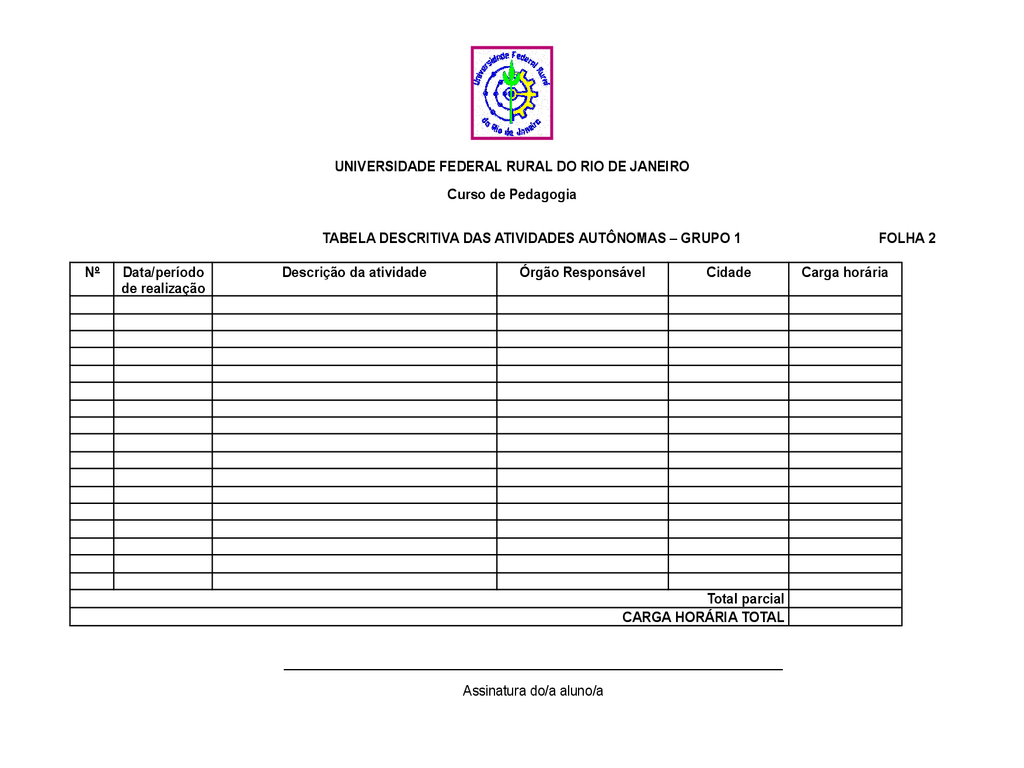 Universidade Federal Rural
do Rio de Janeiro
UNIVERSIDADE FEDERAL RURAL DO RIO DE JANEIRO
Curso de Pedagogia
TABELA DESCRITIVA DAS ATIVIDADES AUTÔNOMAS – GRUPO 1 FOLHA 2
Nº Data/período Descrição da atividade Órgão Responsável Cidade Carga horária
de realização
Total parcial
CARGA HORÁRIA TOTAL
Assinatura do/a aluno/a